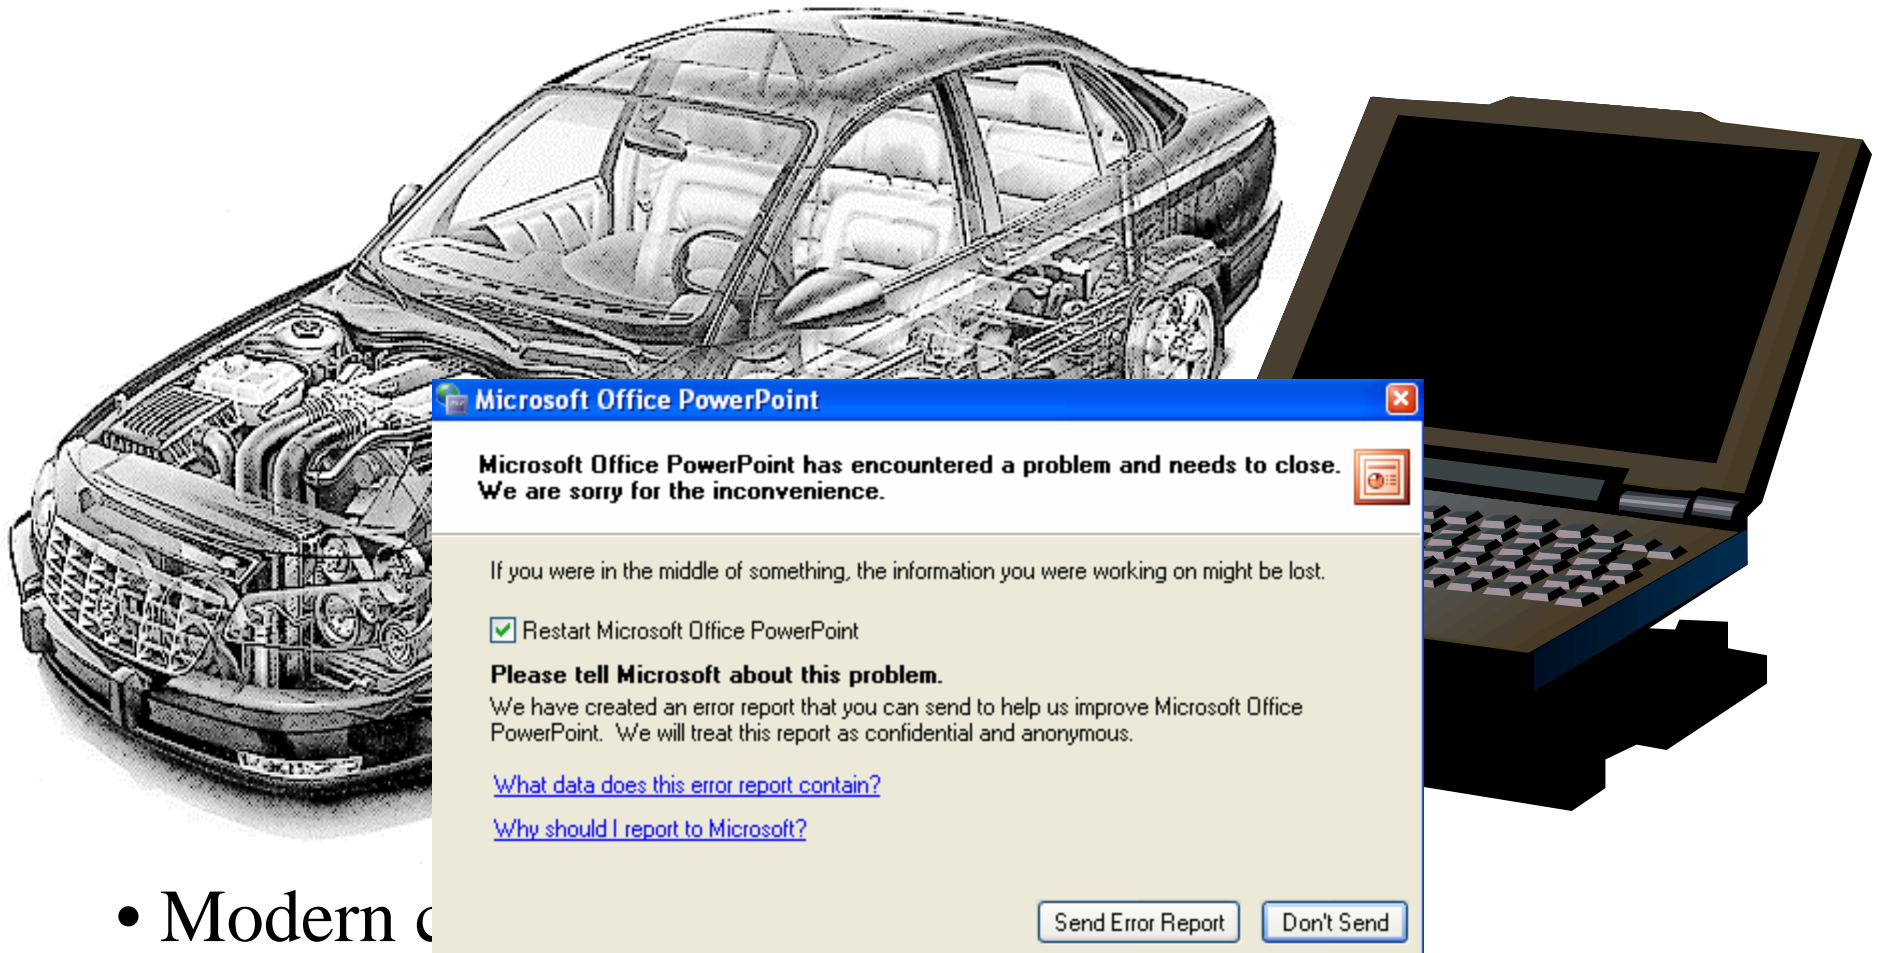 Microsoft Office PowerPoint
Microsoft Office PowerPoint has encountered a problem and needs to close.
We are sorry for the inconvenience.
If you were in the middle of something, the information you were working on might be lost.
Restart Microsoft Office PowerPoint
Please tell Microsoft about this problem.
We have created an error report that you can send to help us improve Microsoft Office
PowerPoint. We will treat this report as confidential and anonymous.
What data does this error report contain?
Why should I report to Microsoft?
Send Error Report Don't Send
• Modern